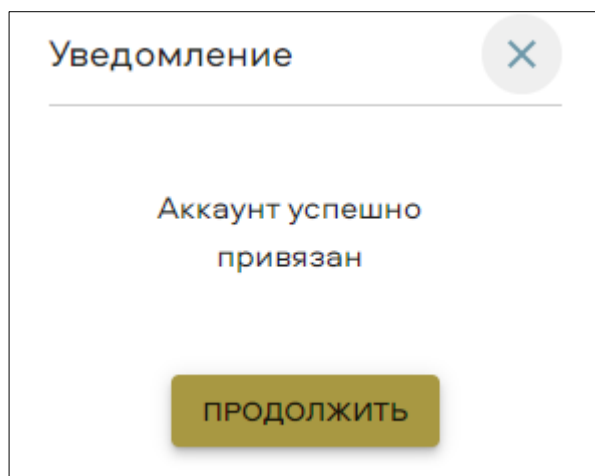 Уведомление
Аккаунт успешно
привязан
ПРОДОЛЖИТЬ